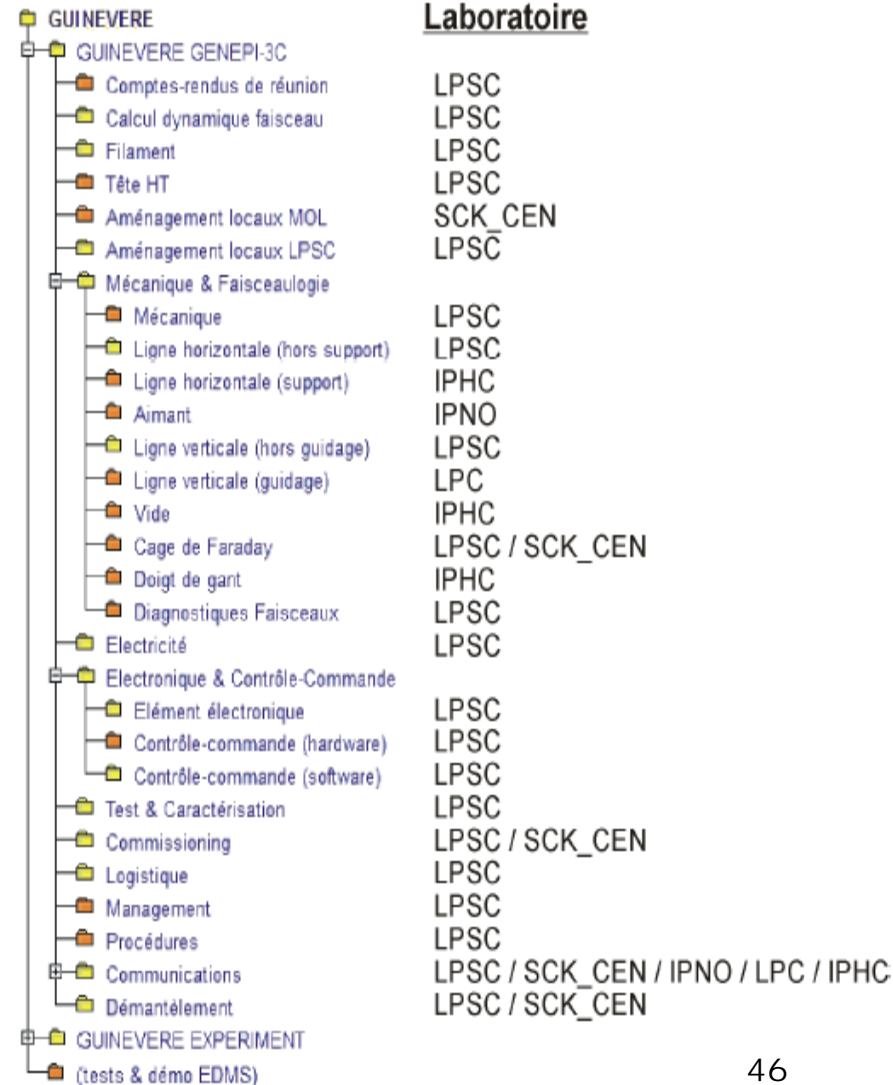 GUINEVERE Laboratoire
GUINEVERE GENEPI-3C
Comptes-rendus de réunion LPSC
Calcul dynamique faisceau LPSC
Filament LPSC
Tête HT LPSC
Aménagement locaux MOL SCK_CEN
Aménagement locaux LPSC LPSC
Mécanique & Faisceaulogie
Mécanique LPSC
Ligne horizontale (hors support) LPSC
Ligne horizontale (support) IPHC
Aimant IPNO
Ligne verticale (hors guidage) LPSC
Ligne verticale (guidage) LPC
Vide IPHC
Cage de Faraday LPSC / SCK_CEN
Doigt de gant IPHC
Diagnostiques Faisceaux LPSC
Electricité LPSC
Electronique & Contrôle-Commande
Elément électronique LPSC
Contrôle-commande (hardware) LPSC
Contrôle-commande (software) LPSC
Test & Caractérisation LPSC
Commissioning LPSC / SCK_CEN
Logistique LPSC
Management LPSC
Procédures LPSC
Communications LPSC / SCK_CEN / IPNO / LPC / IPHC
Démantèlement LPSC / SCK_CEN
GUINEVERE EXPERIMENT
(tests & démo EDMS) 46